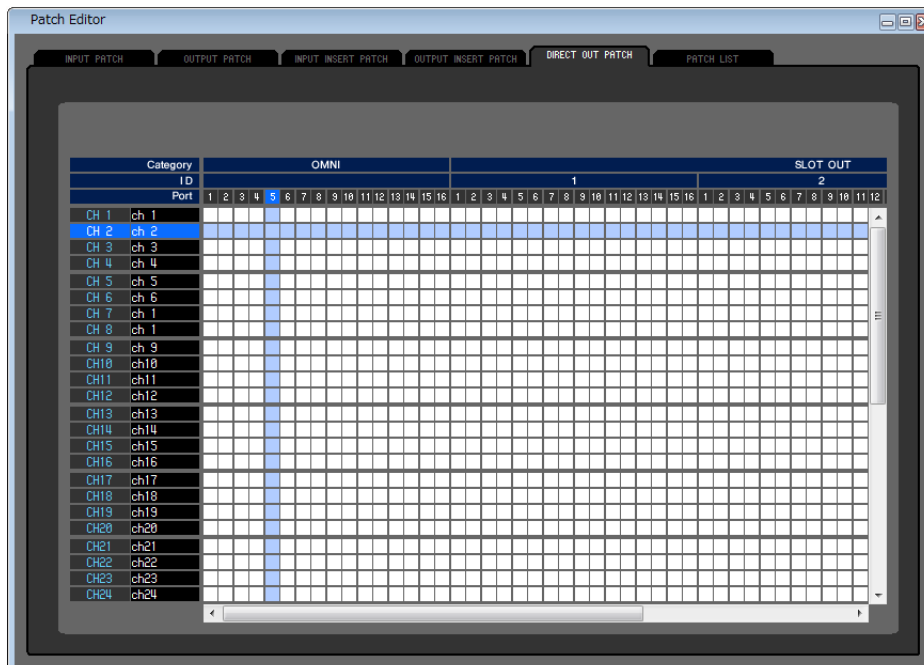 Patch Editor
INPUT PATCH OUTPUT PATCH INPUT INSERT PATCH OUTPUT INSERT PATCH DIRECT OUT PATCH PATCH LIST
Category OMNI SLOT OUT
ID 1 2
Port 1 2 3 4 5 6 7 8 9 10 11 12 13 14 15 16 1 2 3 4 5 6 7 8 9 10 11 12 13 14 15 16 1 2 3 4 5 6 7 8 9 10 11 12
CH 1 ch 1
CH 2 ch 2
CH 3 ch 3
CH 4 ch 4
CH 5 ch 5
CH 6 ch 6
CH 7 ch 1
CH 8 ch 1
CH 9 ch 9
CH10 ch10
CH11 ch11
CH12 ch12
CH13 ch13
CH14 ch14
CH15 ch15
CH16 ch16
CH17 ch17
CH18 ch18
CH19 ch19
CH20 ch20
CH21 ch21
CH22 ch22
CH23 ch23
CH24 ch24